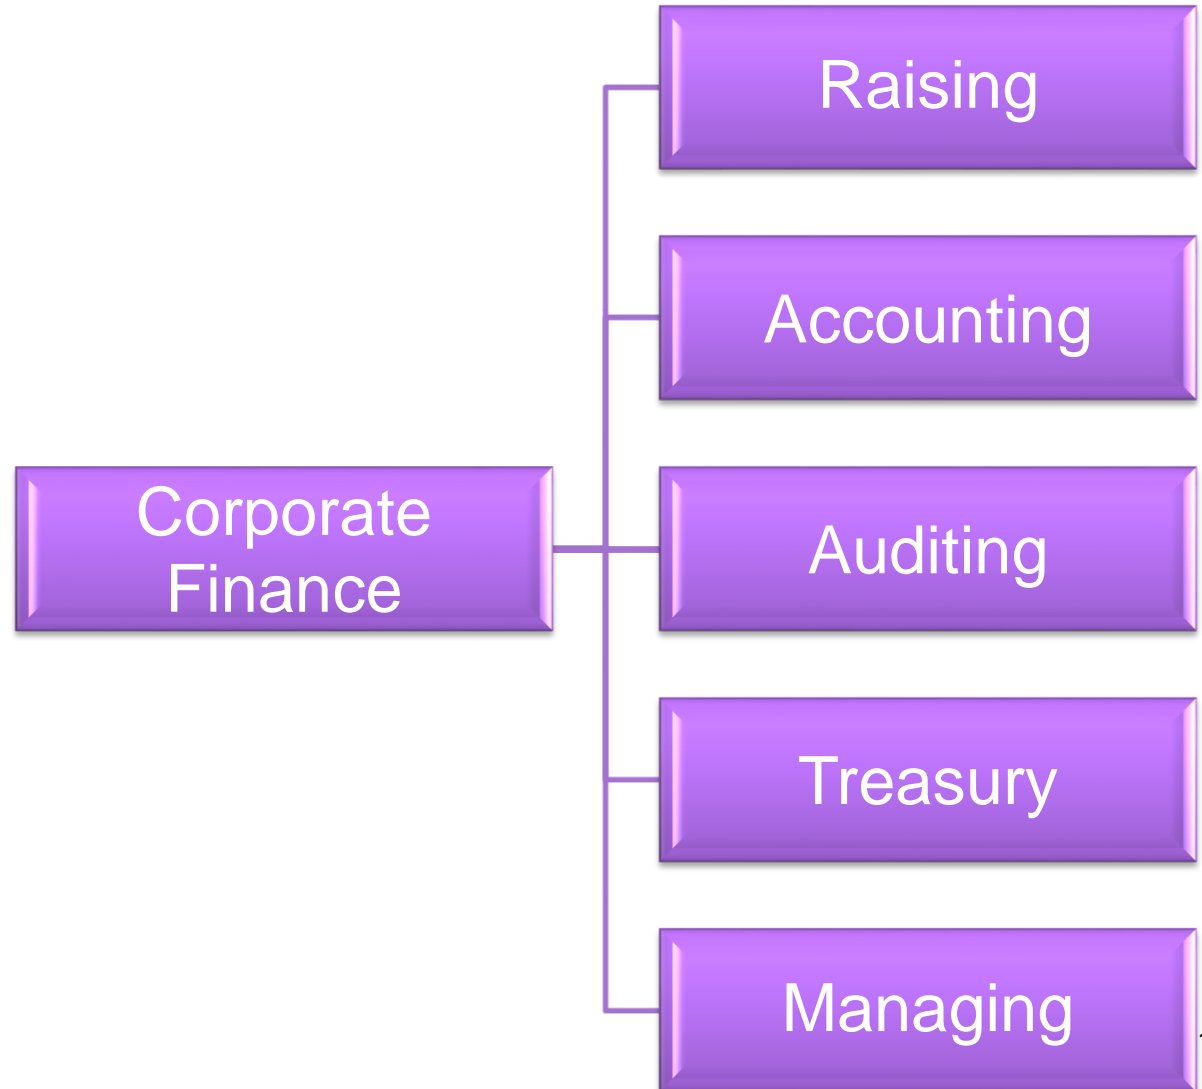 Raising
Accounting
Corporate
Finance
Auditing
Treasury
Managing